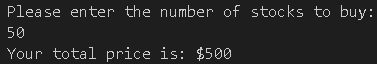 Please enter the number of stocks to buy:
50
Your total price is: $500